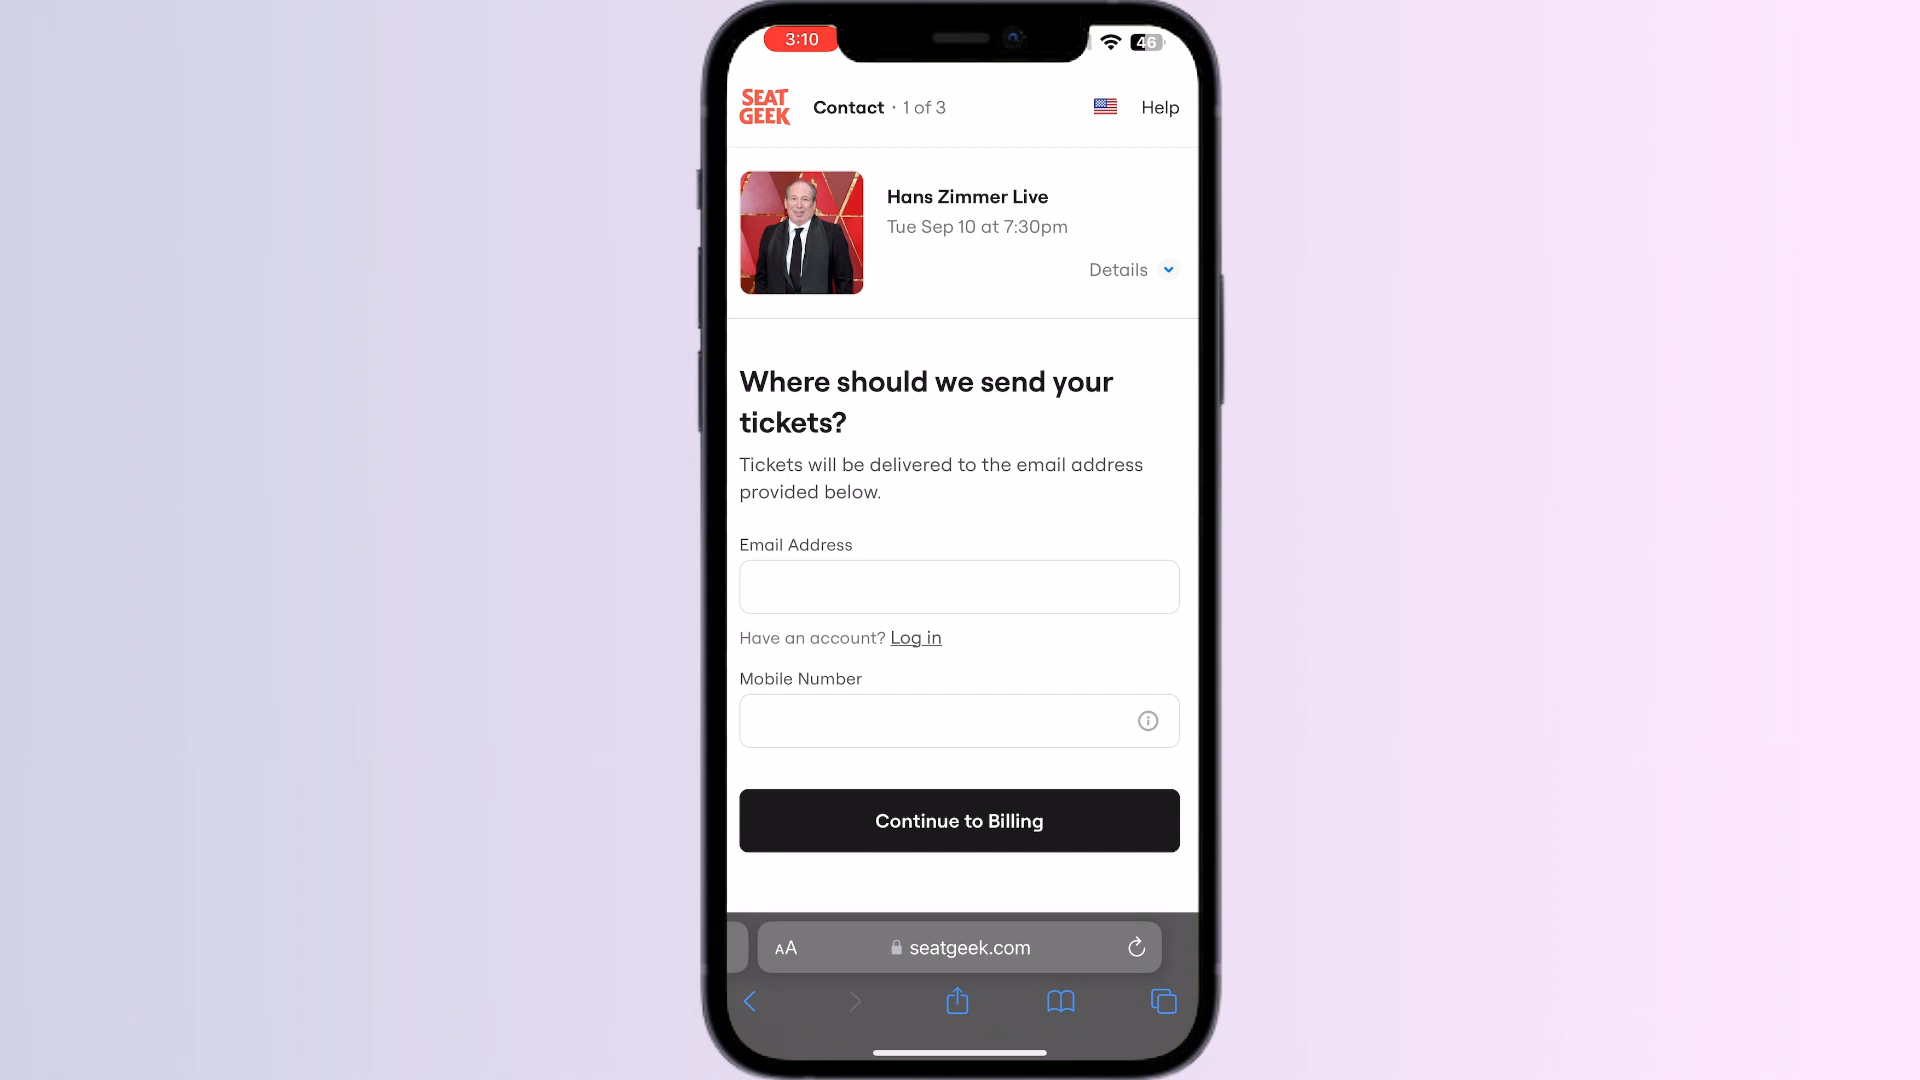 3:10
46
SEAT
GEEK
Contact · 1 of 3
Help
Hans Zimmer Live
Tue Sep 10 at 7:30pm
Details
Where should we send your
tickets?
Tickets will be delivered to the email address
provided below.
Email Address
Have an account? Log in
Mobile Number
Continue to Billing
AA
seatgeek.com